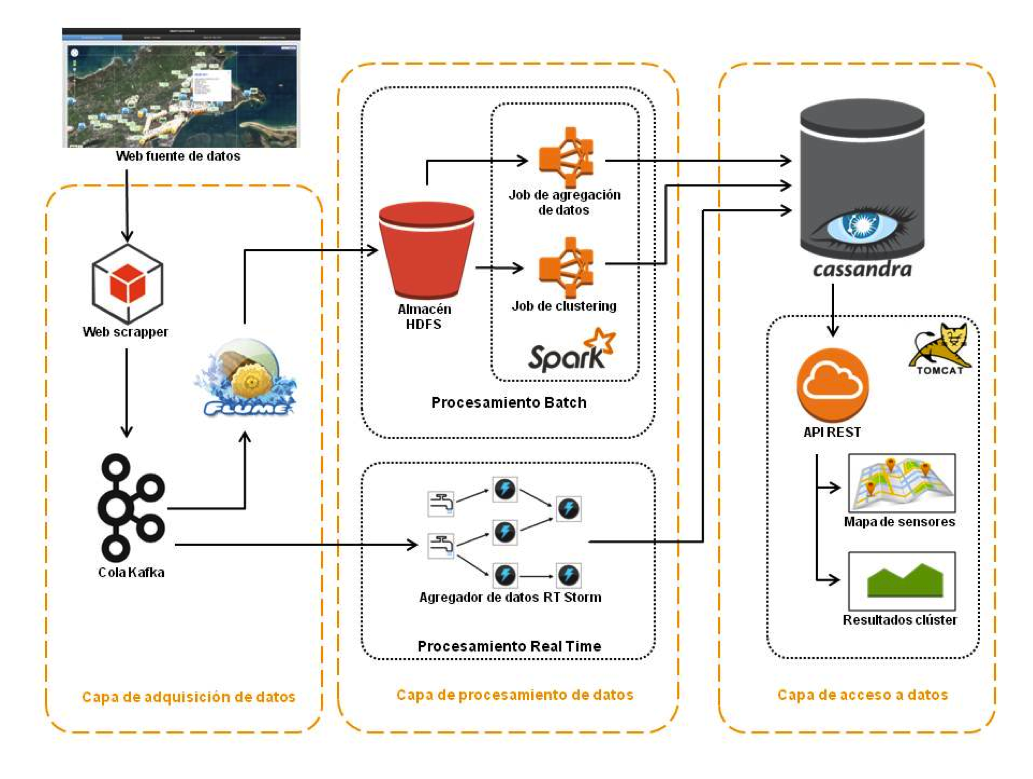 Web fuente de datos
Web scrapper
FLUME
Cola Kafka
Capa de adquisición de datos
Almacén
HDFS
Job de agregación
de datos
Job de clustering
Spark
Procesamiento Batch
Agregador de datos RT Storm
Procesamiento Real Time
Capa de procesamiento de datos
cassandra
TOMCAT
API REST
Mapa de sensores
Resultados clúster
Capa de acceso a datos